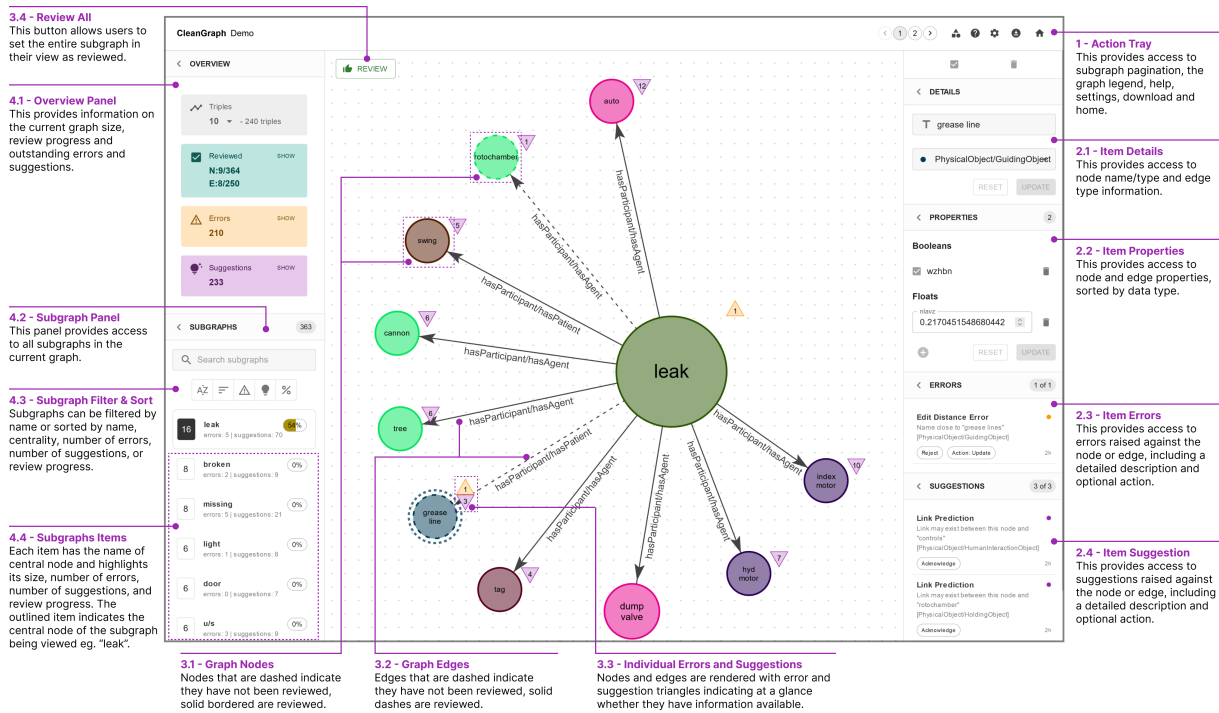 3.4 - Review All
This button allows users to
set the entire subgraph in
their view as reviewed.
4.1 - Overview Panel
This provides information on
the current graph size,
review progress and
outstanding errors and
suggestions.
4.2 - Subgraph Panel
This panel provides access
to all subgraphs in the
current graph.
4.3 - Subgraph Filter & Sort
Subgraphs can be filtered by
name or sorted by name,
centrality, number of errors,
number of suggestions, or
review progress.
4.4 - Subgraphs Items
Each item has the name of
central node and highlights
its size, number of errors,
number of suggestions, and
review progress. The
outlined item indicates the
central node of the subgraph
being viewed eg. "leak".
CleanGraph Demo
1 2
OVERVIEW
Triples
10 - 240 triples
Reviewed SHOW
N:9/364
E:8/250
Errors SHOW
210
Suggestions SHOW
233
SUBGRAPHS 363
Search subgraphs
AZ
16 leak 54%
errors: 5 | suggestions: 70
8 broken 0%
errors: 2 | suggestions: 9
8 missing 0%
errors: 5 | suggestions: 21
6 light 0%
errors: 1 | suggestions: 8
6 door 0%
errors: 0 | suggestions: 7
6 u/s 0%
errors: 3 | suggestions: 9
REVIEW
auto
12
rotochamber
1
swing
5
cannon
6
tree
6
grease
line
1
3
tag
4
dump
valve
hyd
motor
7
index
motor
10
leak
1
hasParticipant/hasAgent
hasParticipant/hasAgent
hasParticipant/hasPatient
hasParticipant/hasAgent
hasParticipant/hasAgent
hasParticipant/hasPatient
hasParticipant/hasAgent
hasParticipant/hasAgent
hasParticipant/hasAgent
hasParticipant/hasAgent
DETAILS
grease line
PhysicalObject/GuidingObject
RESET UPDATE
PROPERTIES 2
Booleans
wzhbn
Floats
nlavz
0.2170451548680442
RESET UPDATE
ERRORS 1 of 1
Edit Distance Error
Name close to "grease lines"
[PhysicalObject/GuidingObject]
Reject Action: Update 2h
SUGGESTIONS 3 of 3
Link Prediction
Link may exist between this node and
"controls"
[PhysicalObject/HumanInteractionObject]
Acknowledge 2h
Link Prediction
Link may exist between this node and
"rotochamber"
[PhysicalObject/HoldingObject]
Acknowledge 2h
1 - Action Tray
This provides access to
subgraph pagination, the
graph legend, help,
settings, download and
home.
2.1 - Item Details
This provides access to
node name/type and edge
type information.
2.2 - Item Properties
This provides access to
node and edge properties,
sorted by data type.
2.3 - Item Errors
This provides access to
errors raised against the
node or edge, including a
detailed description and
optional action.
2.4 - Item Suggestion
This provides access to
suggestions raised against
the node or edge, including
a detailed description and
optional action.
3.1 - Graph Nodes
Nodes that are dashed indicate
they have not been reviewed,
solid bordered are reviewed.
3.2 - Graph Edges
Edges that are dashed indicate
they have not been reviewed, solid
dashes are reviewed.
3.3 - Individual Errors and Suggestions
Nodes and edges are rendered with error and
suggestion triangles indicating at a glance
whether they have information available.